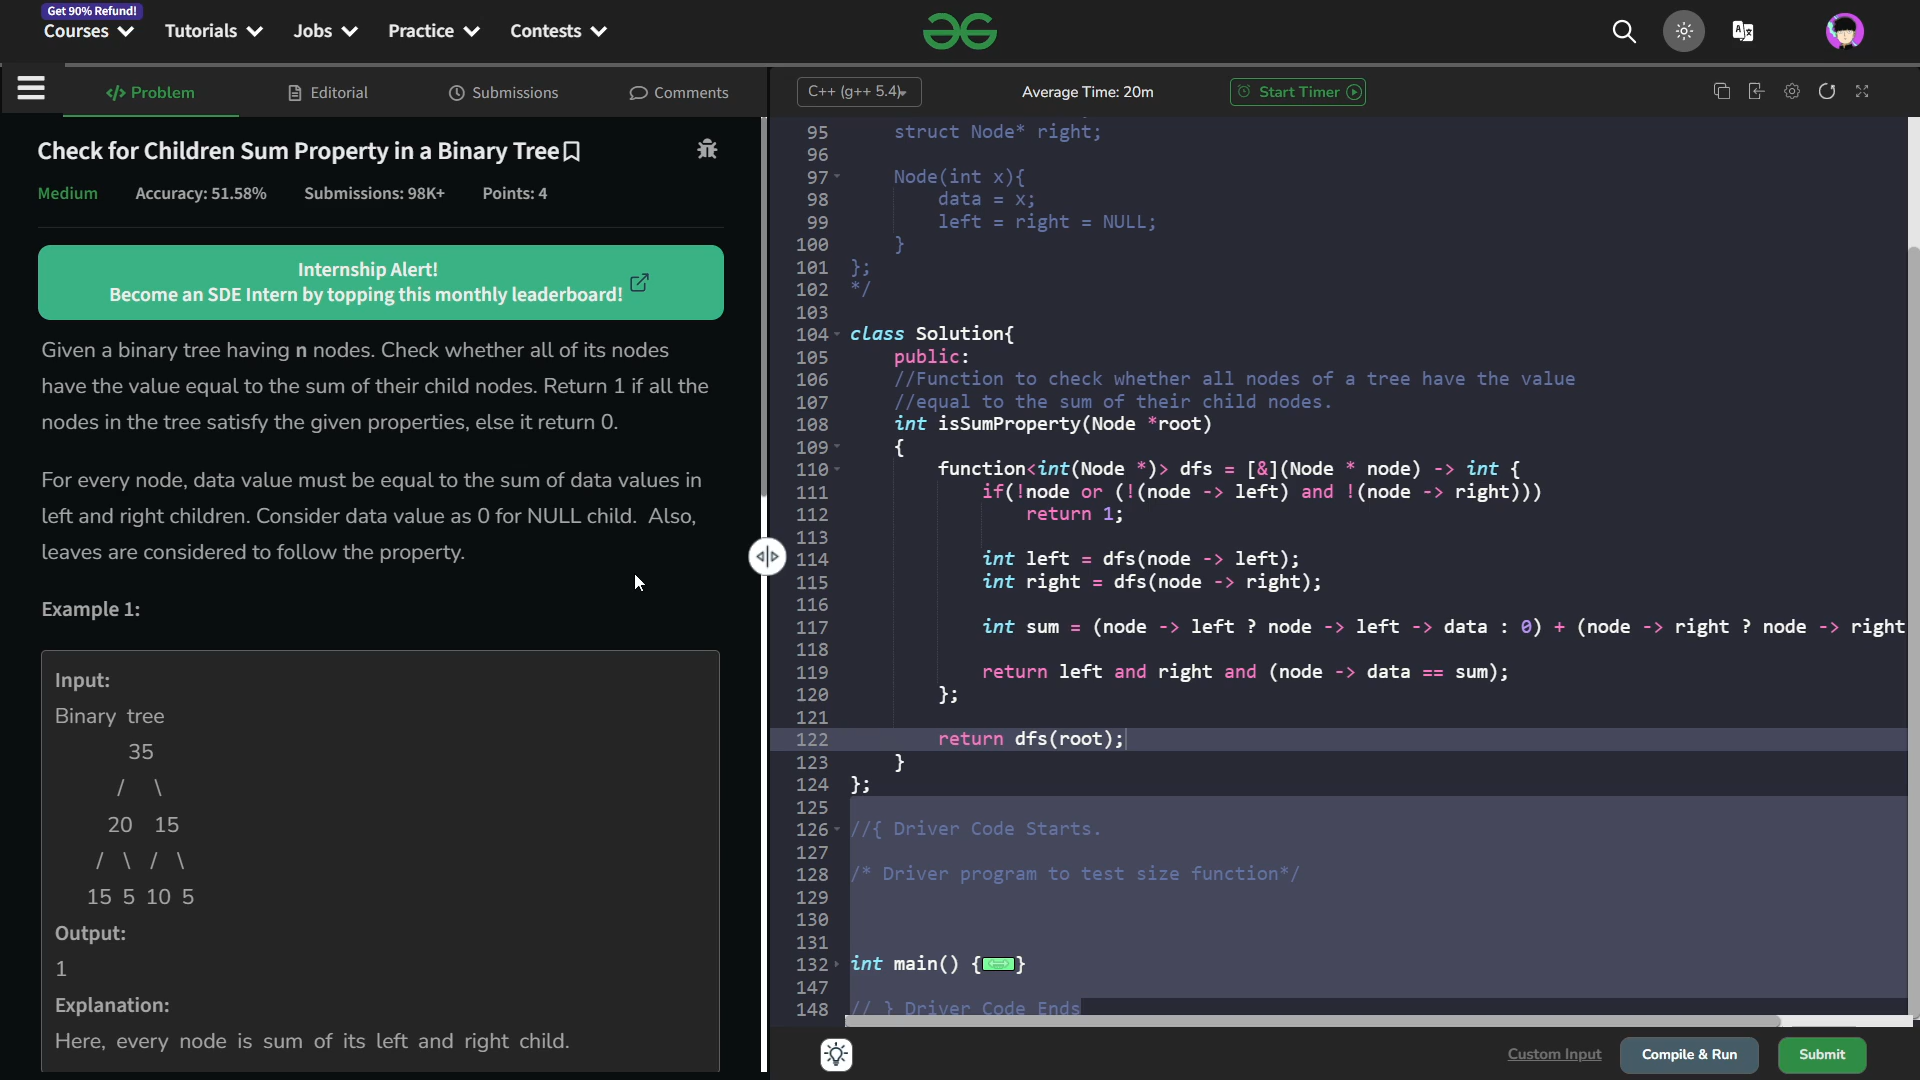 Get 90% Refund!
Courses Tutorials Jobs Practice Contests
Problem Editorial Submissions Comments
Check for Children Sum Property in a Binary Tree
Medium Accuracy: 51.58% Submissions: 98K+ Points: 4
Internship Alert!
Become an SDE Intern by topping this monthly leaderboard!
Given a binary tree having n nodes. Check whether all of its nodes
have the value equal to the sum of their child nodes. Return 1 if all the
nodes in the tree satisfy the given properties, else it return 0.
For every node, data value must be equal to the sum of data values in
left and right children. Consider data value as 0 for NULL child. Also,
leaves are considered to follow the property.
Example 1:
Input:
Binary tree
35
/ \
20 15
/ \ / \
15 5 10 5
Output:
1
Explanation:
Here, every node is sum of its left and right child.
C++ (g++ 5.4) Average Time: 20m Start Timer
95 struct Node* right;
96
97 Node(int x){
98 data = x;
99 left = right = NULL;
100 }
101 };
102 */
103
104 class Solution{
105 public:
106 //Function to check whether all nodes of a tree have the value
107 //equal to the sum of their child nodes.
108 int isSumProperty(Node *root)
109 {
110 function<int(Node *)> dfs = [&](Node * node) -> int {
111 if(!node or (!(node -> left) and !(node -> right)))
112 return 1;
113
114 int left = dfs(node -> left);
115 int right = dfs(node -> right);
116
117 int sum = (node -> left ? node -> left -> data : 0) + (node -> right ? node -> right
118
119 return left and right and (node -> data == sum);
120 };
121
122 return dfs(root);
123 }
124 };
125
126 //{ Driver Code Starts.
127
128 /* Driver program to test size function*/
129
130
131
132 int main() {}
147
148 // } Driver Code Ends
Custom Input Compile & Run Submit